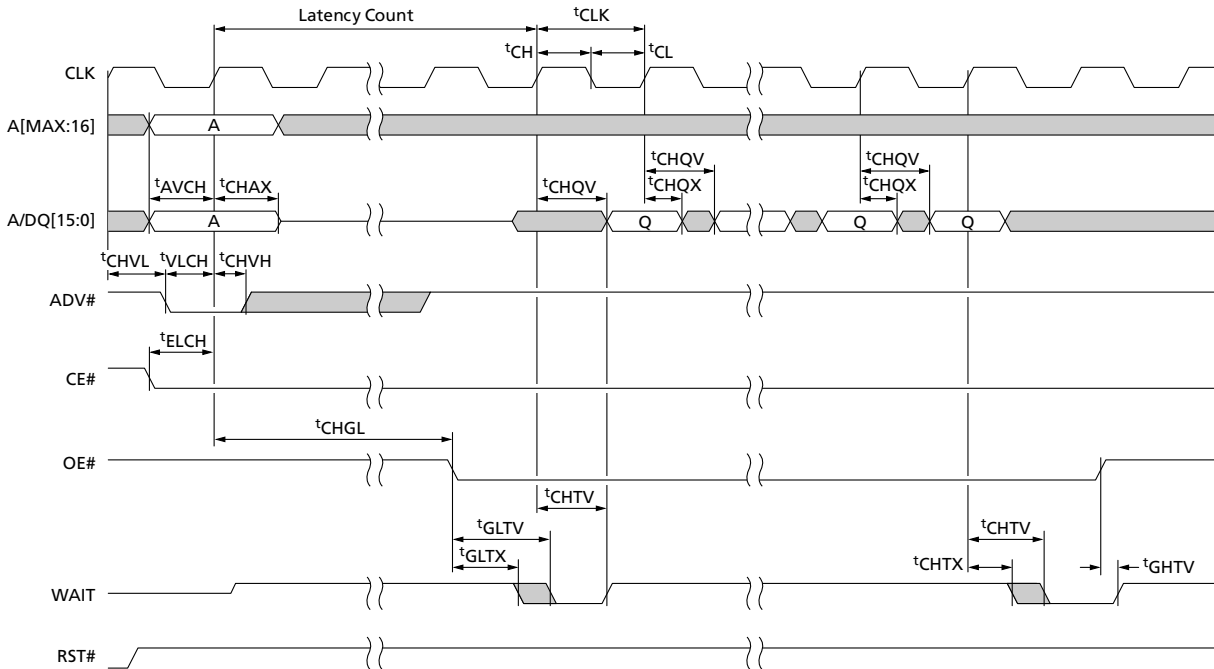 Latency Count
tCLK
tCH
tCL
CLK
A[MAX:16]
A
tCHQV
tCHQV
tAVCH
tCHAX
tCHQV
tCHQX
tCHQX
A/DQ[15:0]
A
Q
Q
Q
tCHVL
tVLCH
tCHVH
ADV#
tELCH
CE#
tCHGL
OE#
tCHTV
tGLTV
tCHTV
tGLTX
tCHTX
tGHTV
WAIT
RST#